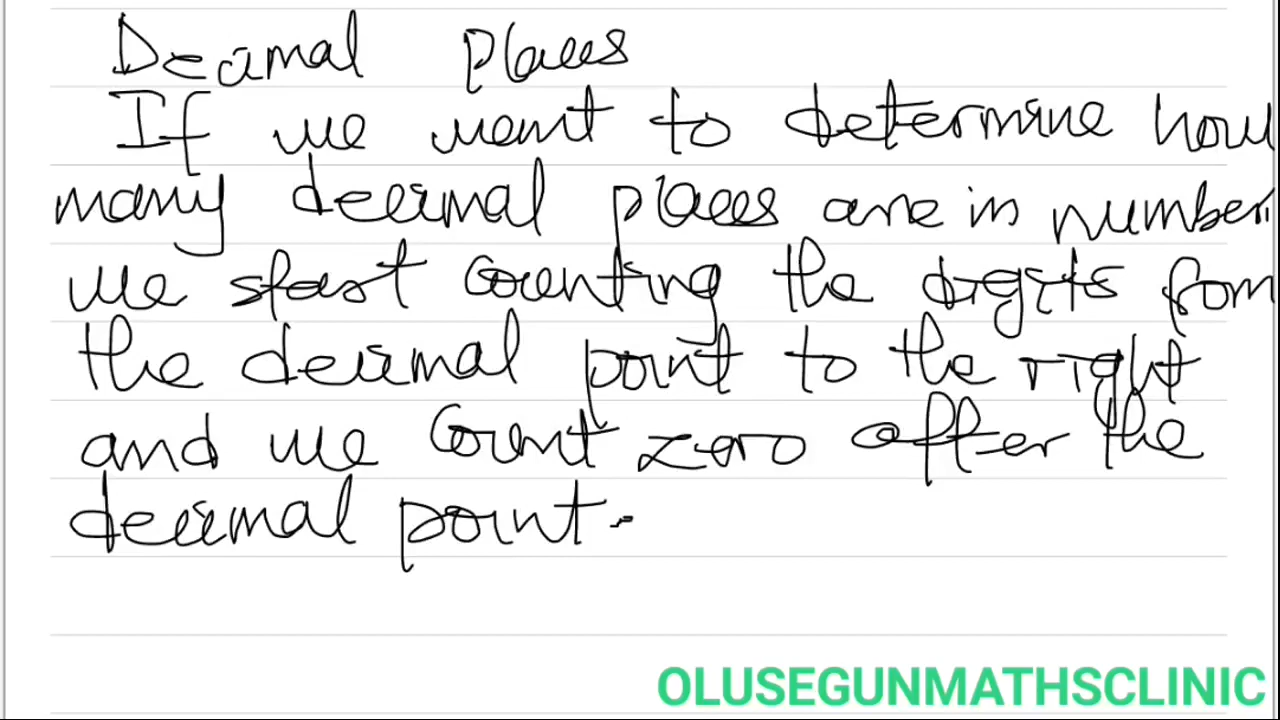 Decimal places
If we want to determine how
many decimal places are in number
we start counting the digits from
the decimal point to the right
and we count zero after the
decimal point.
OLUSEGUNMATHSCLINIC